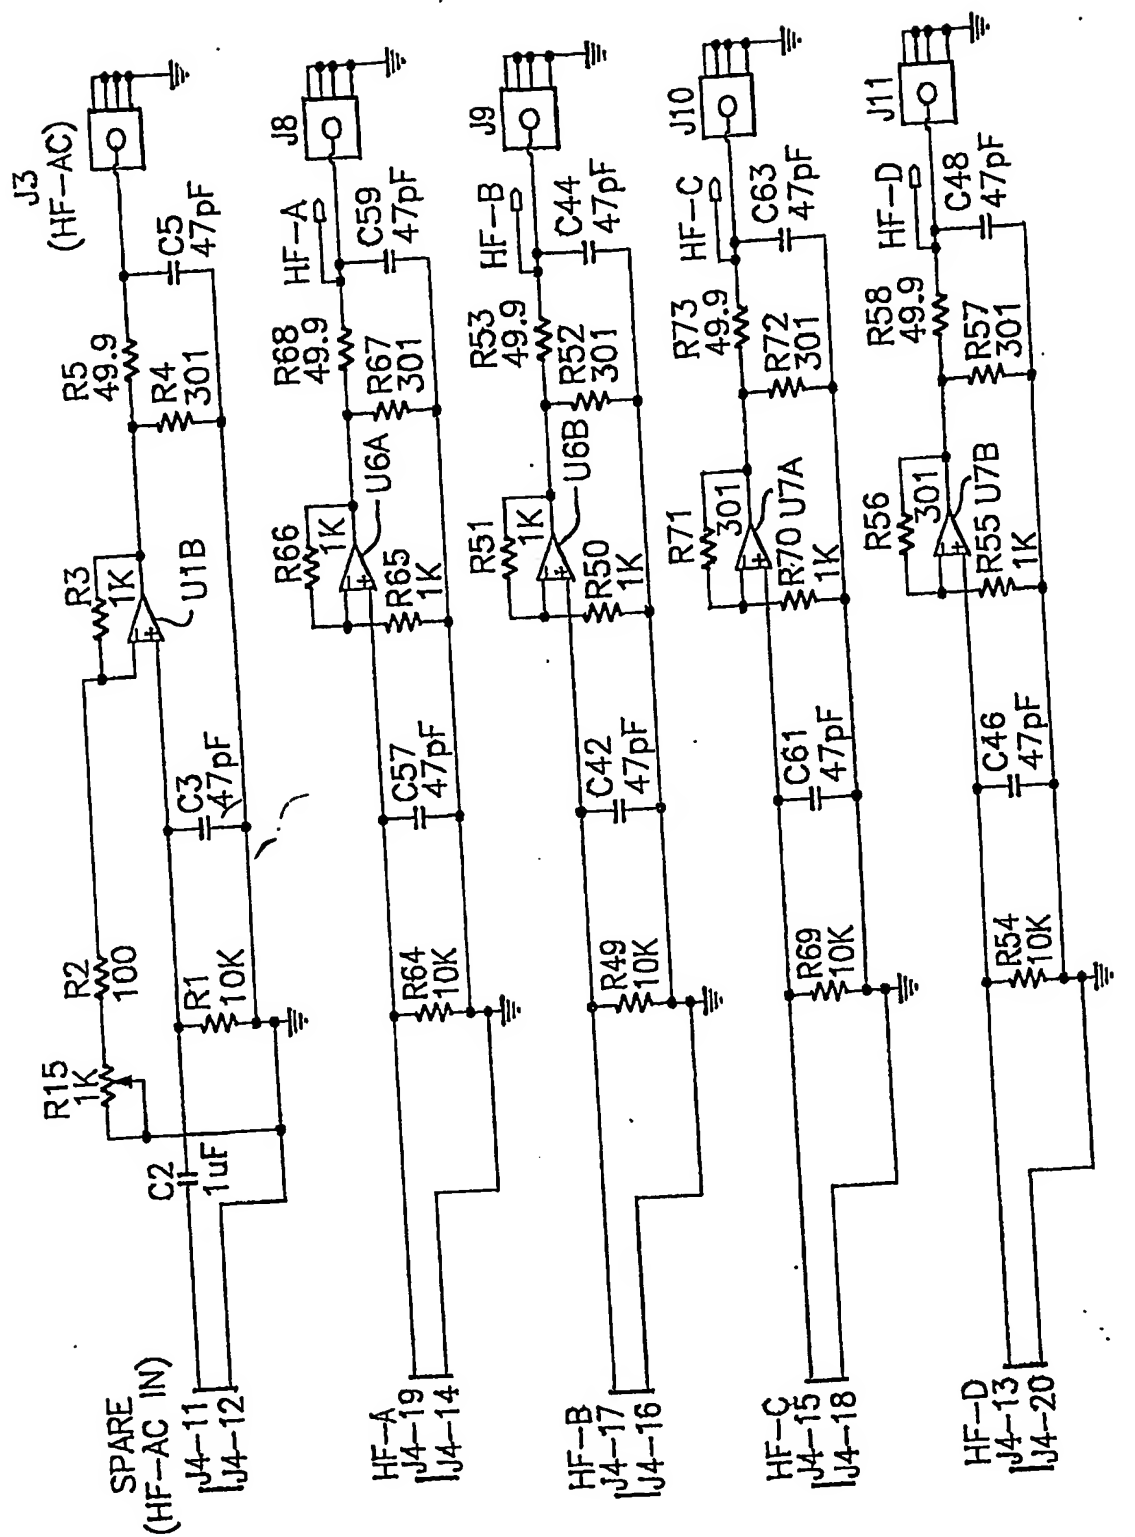 J3
(HF-AC)
R5
49.9
C5
47pF
R4
301
R3
1K
U1B
C3
47pF
R2
100
R1
10K
R15
1K
C2
1uF
SPARE
(HF-AC IN)
J4-11
J4-12
J8
HF-A
C59
47pF
R68
49.9
R67
301
R66
1K
U6A
R65
1K
C57
47pF
R64
10K
HF-A
J4-19
J4-14
J9
HF-B
C44
47pF
R53
49.9
R52
301
R51
1K
U6B
R50
1K
C42
47pF
R49
10K
HF-B
J4-17
J4-16
J10
HF-C
C63
47pF
R73
49.9
R72
301
R71
301
U7A
R70
1K
C61
47pF
R69
10K
HF-C
J4-15
J4-18
J11
HF-D
C48
47pF
R58
49.9
R57
301
R56
301
U7B
R55
1K
C46
47pF
R54
10K
HF-D
J4-13
J4-20